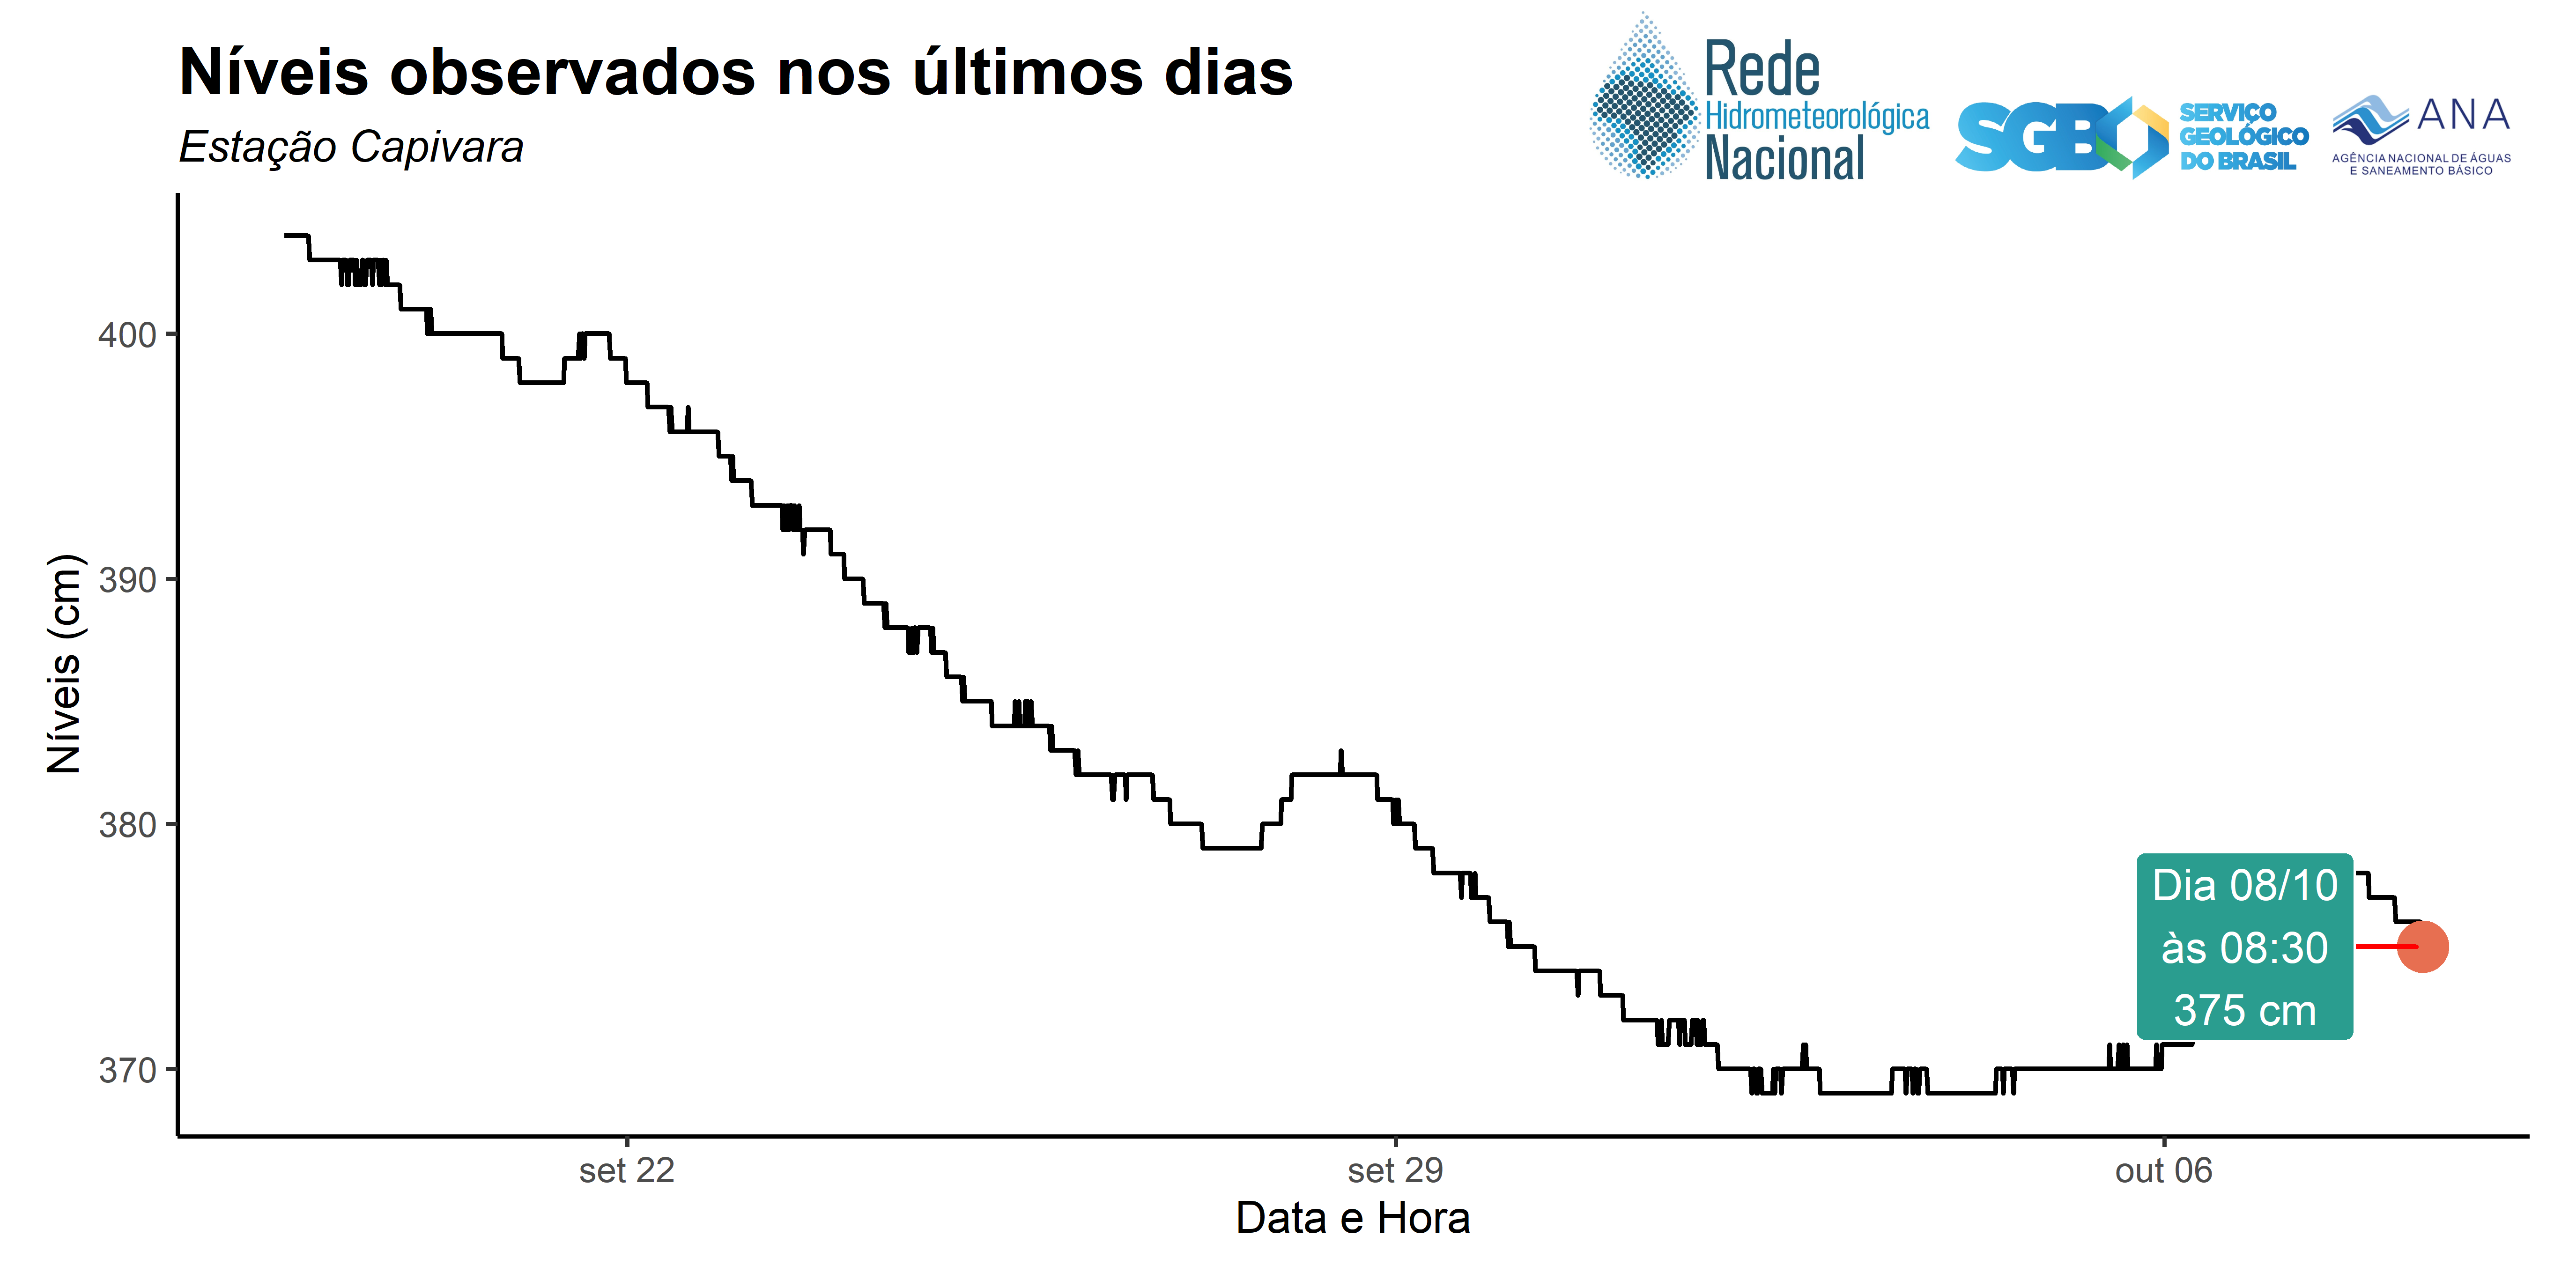 Níveis observados nos últimos dias
Estação Capivara
Rede
Hidrometeorológica
Nacional
SGB
SERVIÇO
GEOLÓGICO
DO BRASIL
ANA
AGÊNCIA NACIONAL DE ÁGUAS
E SANEAMENTO BÁSICO
Níveis (cm)
400
390
380
370
Dia 08/10
às 08:30
375 cm
set 22
set 29
out 06
Data e Hora